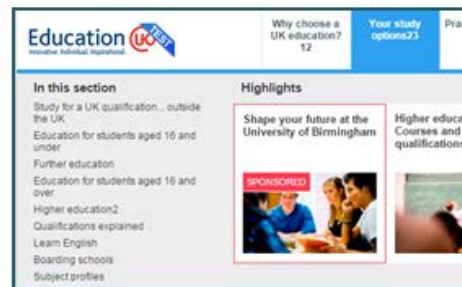 Education UK TEST
Innovative. Individual. Inspirational.
Why choose a
UK education?
12
Your study
options23
Prac
In this section
Study for a UK qualification... outside
the UK
Education for students aged 16 and
under
Further education
Education for students aged 16 and
over
Higher education2
Qualifications explained
Learn English
Boarding schools
Subject profiles
Highlights
Shape your future at the
University of Birmingham
SPONSORED
Higher educa
Courses and
qualifications